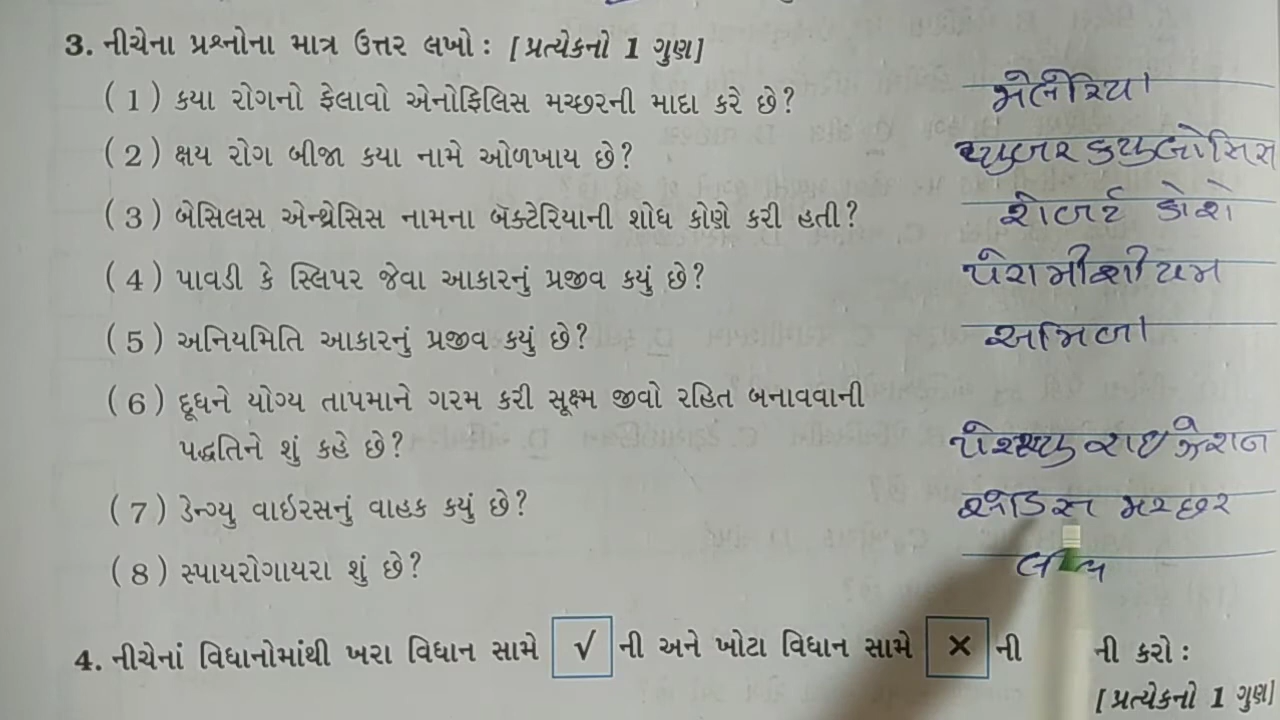 3. નીચેના પ્રશ્નોના માત્ર ઉત્તર લખો : [પ્રત્યેકનો 1 ગુણ]
(1) કયા રોગનો ફેલાવો એનોફિલિસ મચ્છરની માદા કરે છે? મેલેરિયા
(2) ક્ષય રોગ બીજા કયા નામે ઓળખાય છે? ટ્યુબરક્યુલોસિસ
(3) બેસિલસ એન્થ્રેસિસ નામના બૅક્ટેરિયાની શોધ કોણે કરી હતી? રોબર્ટ કોશે
(4) પાવડી કે સ્લિપર જેવા આકારનું પ્રજીવ કયું છે? પેરામીશીયમ
(5) અનિયમિતિ આકારનું પ્રજીવ કયું છે? અમિબા
(6) દૂધને યોગ્ય તાપમાને ગરમ કરી સૂક્ષ્મ જીવો રહિત બનાવવાની
પદ્ધતિને શું કહે છે?
(7) ડેન્ગ્યુ વાઇરસનું વાહક કયું છે? એડિસ મચ્છર
(8) સ્પાયરોગાયરા શું છે? લીલ
4. નીચેનાં વિધાનોમાંથી ખરા વિધાન સામે √ ની અને ખોટા વિધાન સામે × ની ની કરો :
[પ્રત્યેકનો 1 ગુણ]